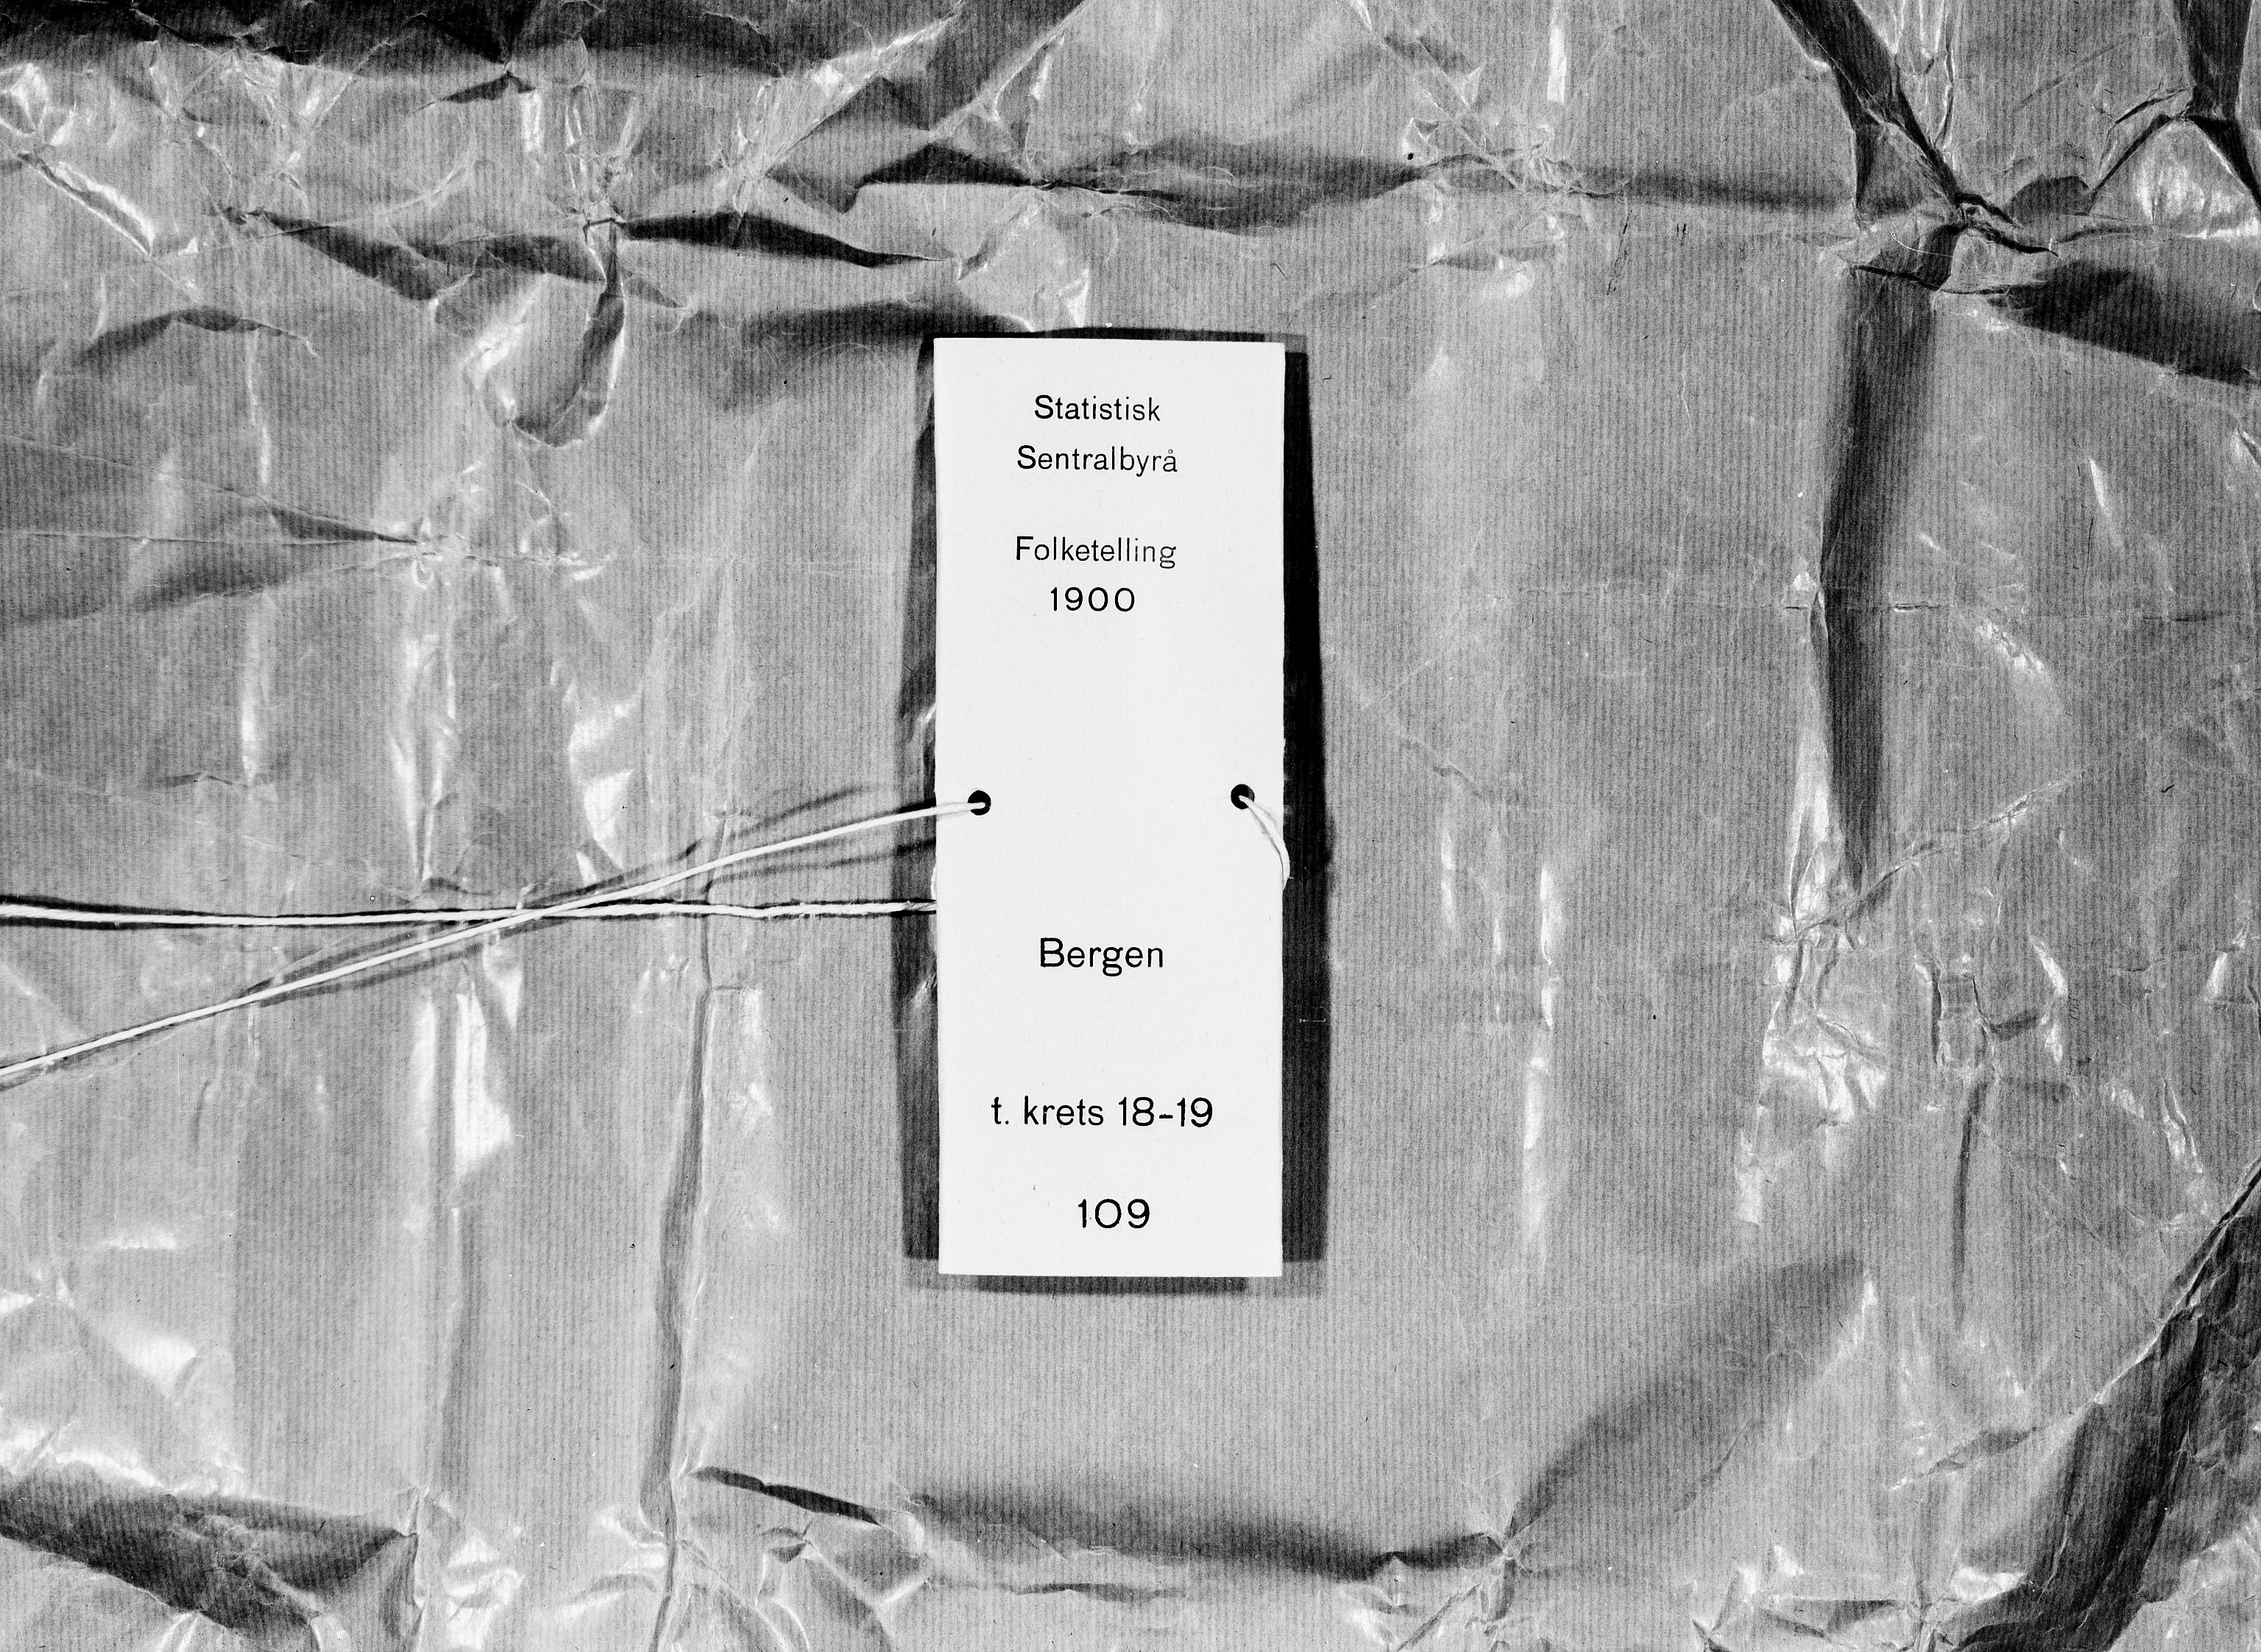 Statistisk
Sentralbyrå
Folketelling
1900
Bergen
t. krets 18-19
109